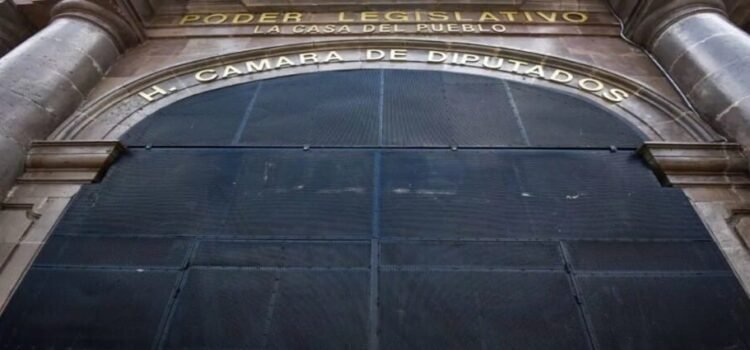 PODER LEGISLATIVO
LA CASA DEL PUEBLO
H. CAMARA DE DIPUTADOS